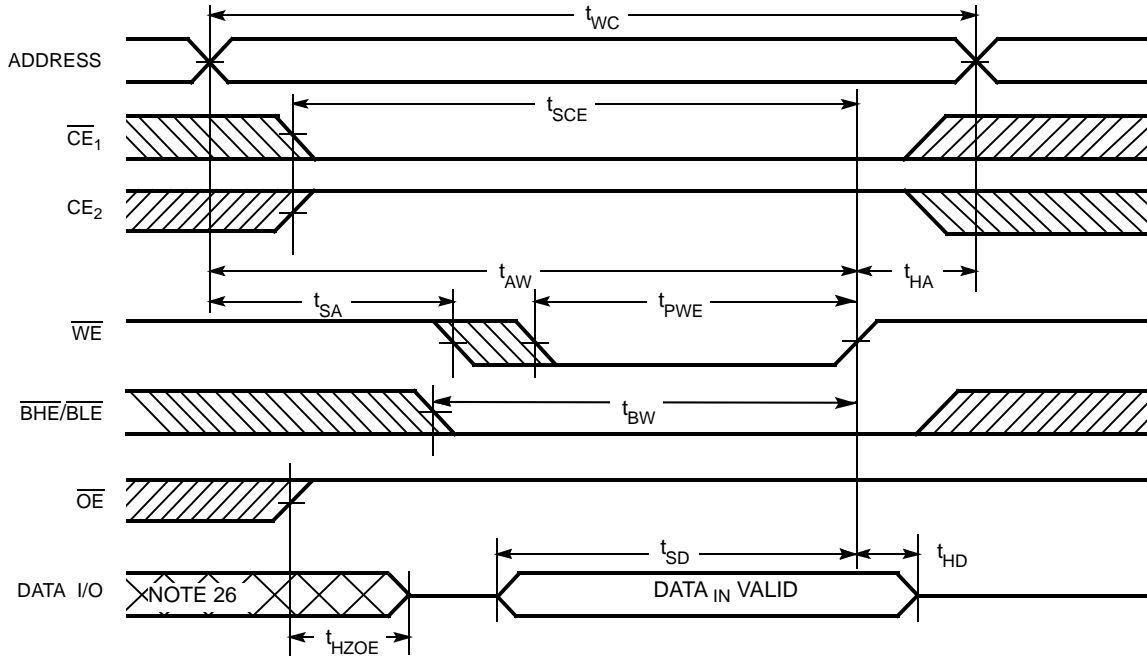 tWC
ADDRESS
tSCE
CE1
CE2
tAW
tHA
tSA
tPWE
WE
BHE/BLE
tBW
OE
tSD
tHD
DATA I/O
NOTE 26
DATA IN VALID
tHZOE